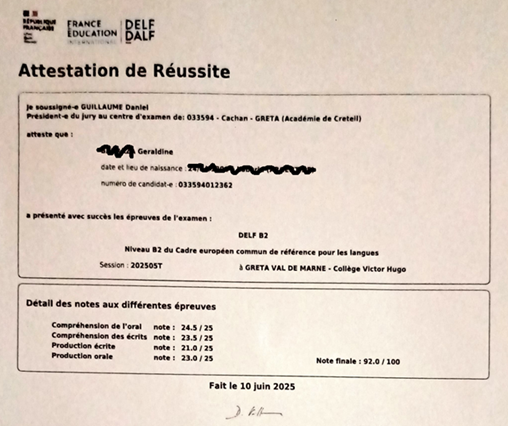 RÉPUBLIQUE
FRANÇAISE
FRANCE
ÉDUCATION
INTERNATIONAL
DELF
DALF
Attestation de Réussite
Je soussigné-e GUILLAUME Daniel
Président-e du jury au centre d'examen de: 033594 - Cachan - GRETA (Académie de Creteil)
atteste que :
Geraldine
date et lieu de naissance :
numéro de candidat-e : 033594012362
a présenté avec succès les épreuves de l'examen :
DELF B2
Niveau B2 du Cadre européen commun de référence pour les langues
Session : 202505T à GRETA VAL DE MARNE - Collège Victor Hugo
Détail des notes aux différentes épreuves
Compréhension de l'oral note : 24.5 / 25
Compréhension des écrits note : 23.5 / 25
Production écrite note : 21.0 / 25
Production orale note : 23.0 / 25 Note finale : 92.0 / 100
Fait le 10 juin 2025